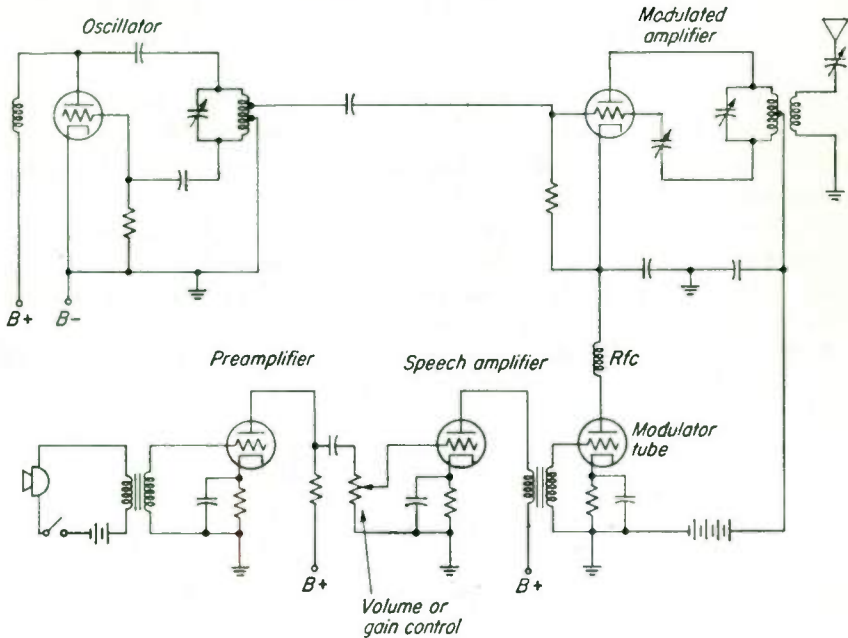 Oscillator
Modulated
amplifier
B+
B-
Preamplifier
Speech amplifier
Rfc
Modulator
tube
B+
B+
Volume or
gain control